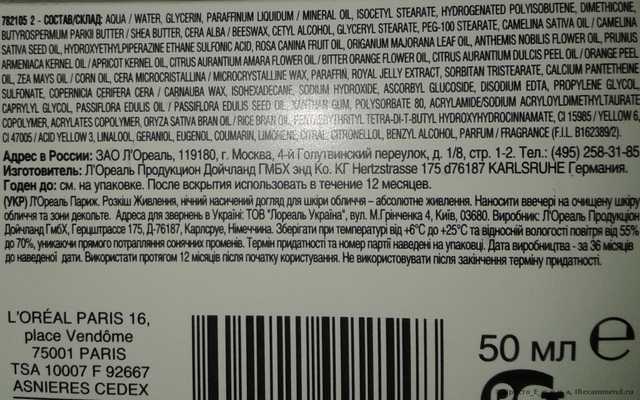 782105 2 - СОСТАВ/СКЛАД: AQUA / WATER, GLYCERIN, PARAFFINUM LIQUIDUM / MINERAL OIL, ISOCETYL STEARATE, HYDROGENATED POLYISOBUTENE, DIMETHICONE,
BUTYROSPERMUM PARKII BUTTER / SHEA BUTTER, CERA ALBA / BEESWAX, CETYL ALCOHOL, GLYCERYL STEARATE, PEG-100 STEARATE, CAMELINA SATIVA OIL / CAMELINA
SATIVA SEED OIL, HYDROXYETHYLPIPERAZINE ETHANE SULFONIC ACID, ROSA CANINA FRUIT OIL, ORIGANUM MAJORANA LEAF OIL, ANTHEMIS NOBILIS FLOWER OIL, PRUNUS
ARMENIACA KERNEL OIL / APRICOT KERNEL OIL, CITRUS AURANTIUM AMARA FLOWER OIL / BITTER ORANGE FLOWER OIL, CITRUS AURANTIUM DULCIS PEEL OIL / ORANGE PEEL
OIL, ZEA MAYS OIL / CORN OIL, CERA MICROCRISTALLINA / MICROCRYSTALLINE WAX, PARAFFIN, ROYAL JELLY EXTRACT, SORBITAN TRISTEARATE, CALCIUM PANTETHEINE
SULFONATE, COPERNICIA CERIFERA CERA / CARNAUBA WAX, ISOHEXADECANE, SODIUM HYDROXIDE, ASCORBYL GLUCOSIDE, DISODIUM EDTA, PROPYLENE GLYCOL,
CAPRYLYL GLYCOL, PASSIFLORA EDULIS OIL / PASSIFLORA EDULIS SEED OIL, XANTHAN GUM, POLYSORBATE 80, ACRYLAMIDE/SODIUM ACRYLOYLDIMETHYLTAURATE
COPOLYMER, ACRYLATES COPOLYMER, ORYZA SATIVA BRAN OIL / RICE BRAN OIL, PENTAERYTHRITYL TETRA-DI-T-BUTYL HYDROXYHYDROCINNAMATE, CI 15985 / YELLOW 6,
CI 47005 / ACID YELLOW 3, LINALOOL, GERANIOL, EUGENOL, COUMARIN, LIMONENE, CITRAL, CITRONELLOL, BENZYL ALCOHOL, PARFUM / FRAGRANCE (F.I.L. B162389/2).
Адрес в России: ЗАО Л'Ореаль, 119180, г. Москва, 4-й Голутвинский переулок, д. 1/8, стр. 1-2. Тел.: (495) 258-31-85
Изготовитель: Л'Ореаль Продукцион Дойчланд ГМБХ энд Ко. КГ Hertzstrasse 175 d76187 KARLSRUHE Германия.
Годен до: см. на упаковке. После вскрытия использовать в течение 12 месяцев.
(УКР) Л'Ореаль Париж. Розкіш Живлення, нічний насичений догляд для шкіри обличчя – абсолютне живлення. Наносити ввечері на очищену шкіру
обличчя та зони декольте. Адреса для звернень в Україні: ТОВ "Лореаль Україна", вул. М.Грінченка 4, Київ, 03680. Виробник: Л'Ореаль Продукціон
Дойчланд ГмбХ, Герцштрассе 175, Д-76187, Карлсруе, Німеччина. Зберігати при температурі від +6°C до +25°C та відносній вологості повітря від 55%
до 70%, уникаючи прямого потрапляння сонячних променів. Термін придатності та номер партії наведені на упаковці. Дата виробництва - за 36 місяців
до наведеної дати. Використати протягом 12 місяців після початку користування. Не використовувати після закінчення терміну придатності.
L'ORÉAL PARIS 16,
place Vendôme
75001 PARIS
TSA 10007 F 92667
ASNIERES CEDEX
50 мл e